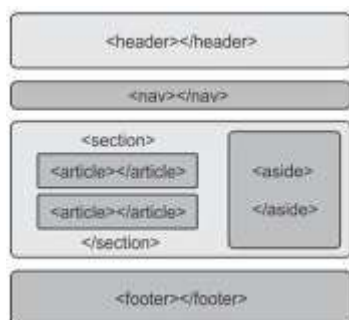 <header></header>
<nav></nav>
<section>
<article></article>
<article></article>
</section>
<aside>
</aside>
<footer></footer>